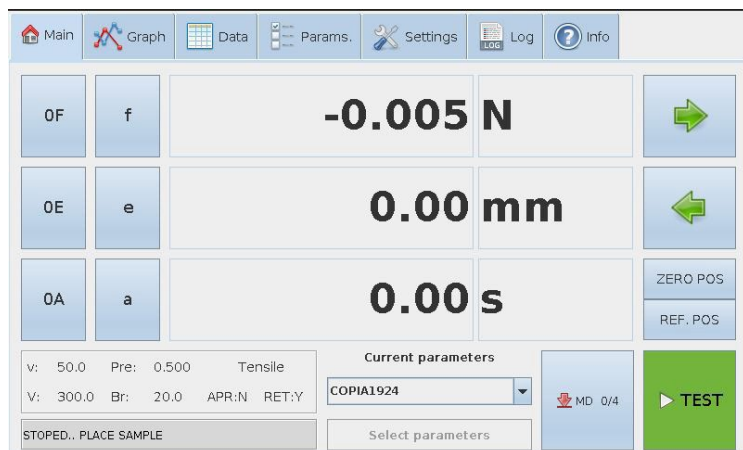 Main Graph Data Params. Settings LOG Log Info
0F f -0.005 N
0E e 0.00 mm
0A a 0.00 s
ZERO POS
REF. POS
v: 50.0 Pre: 0.500 Tensile
V: 300.0 Br: 20.0 APR:N RET:Y
STOPED.. PLACE SAMPLE
Current parameters
COPIA1924
Select parameters
MD 0/4
TEST